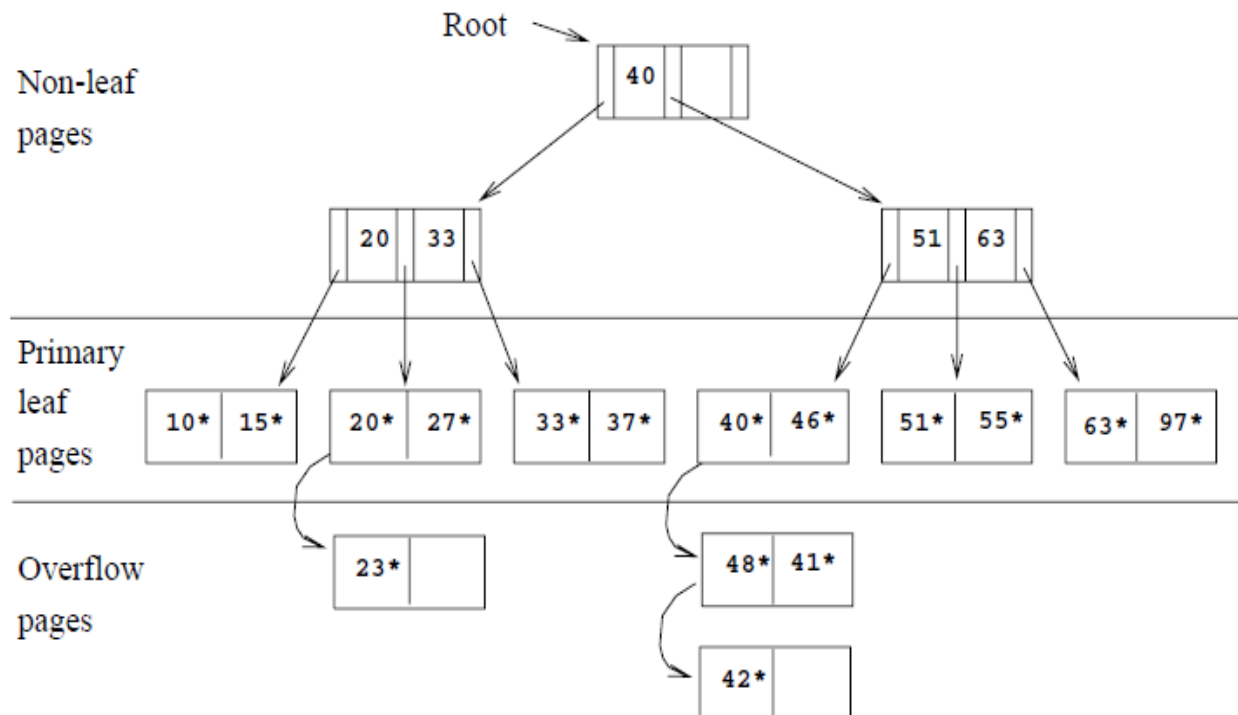 Root
Non-leaf
pages
40
20 33
51 63
Primary
leaf
pages
10* 15*
20* 27*
33* 37*
40* 46*
51* 55*
63* 97*
Overflow
pages
23*
48* 41*
42*